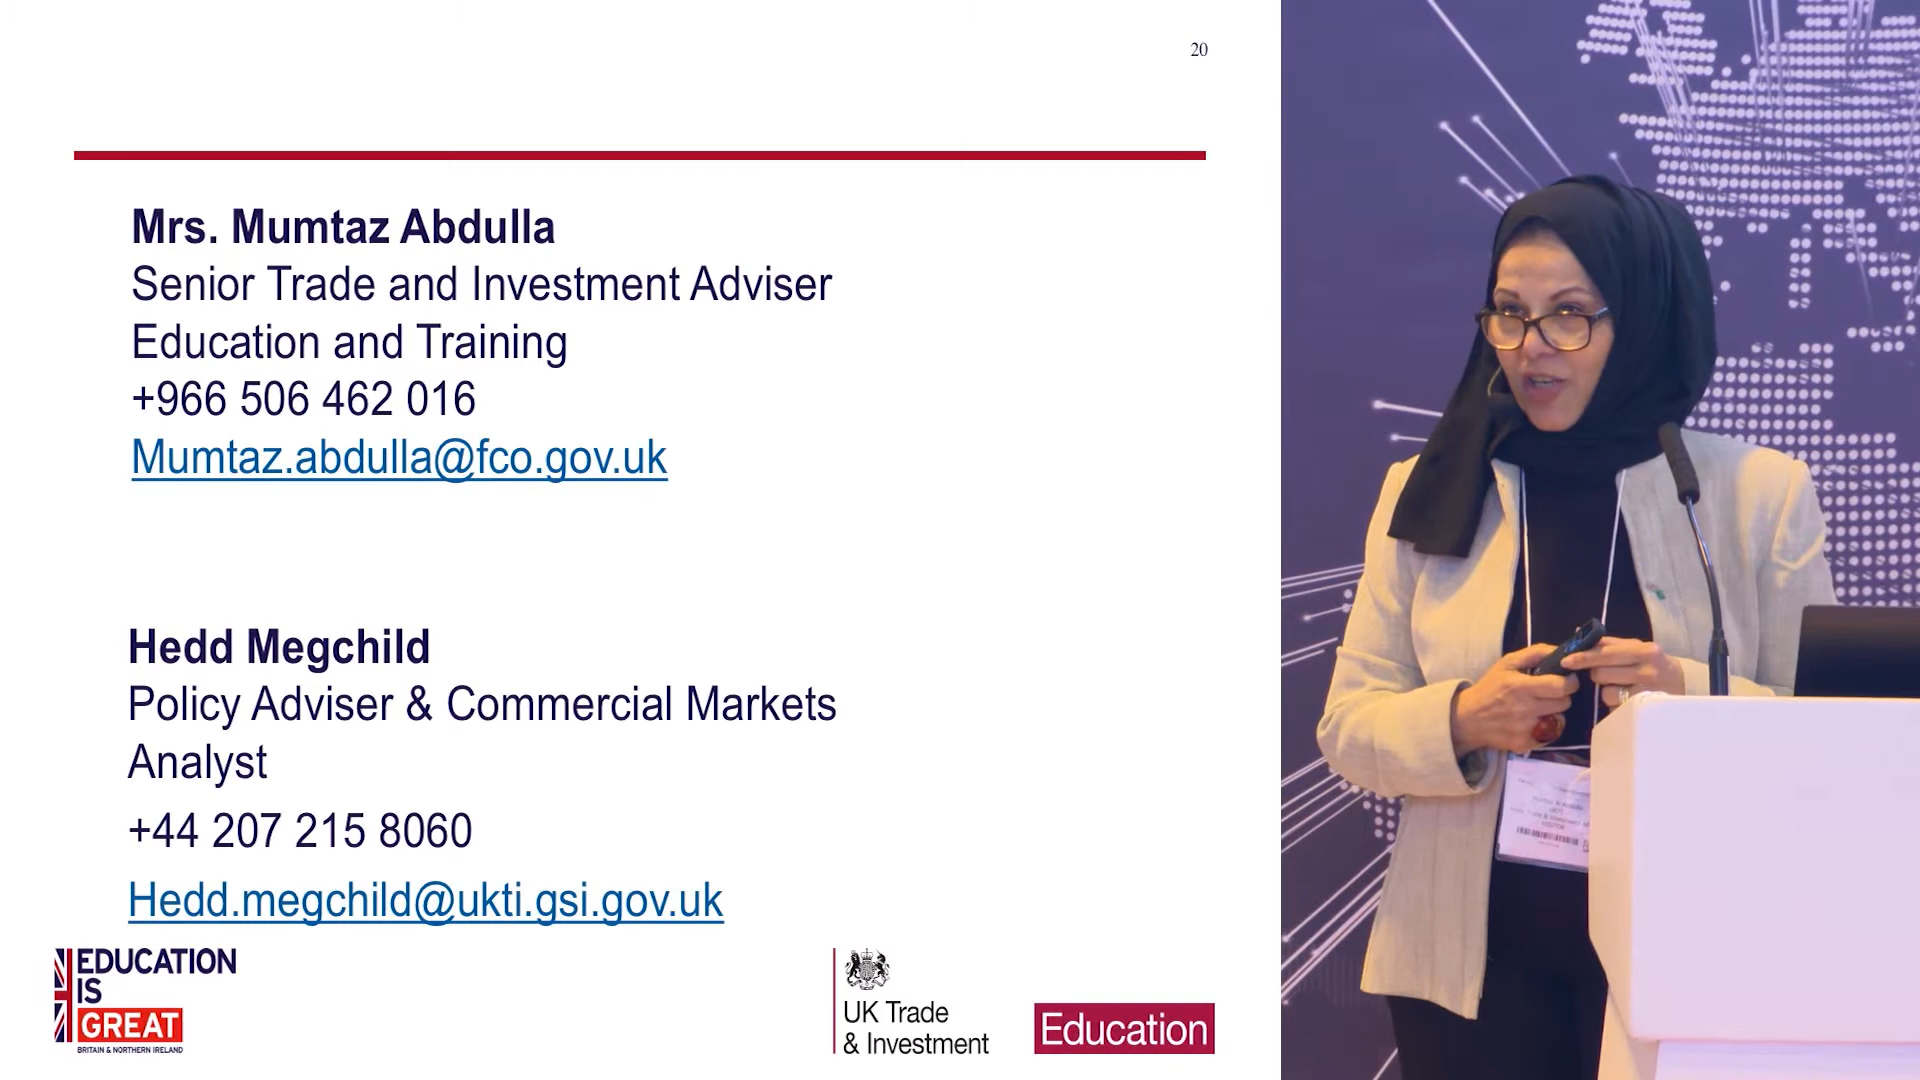 20
Mrs. Mumtaz Abdulla
Senior Trade and Investment Adviser
Education and Training
+966 506 462 016
Mumtaz.abdulla@fco.gov.uk
Hedd Megchild
Policy Adviser & Commercial Markets
Analyst
+44 207 215 8060
Hedd.megchild@ukti.gsi.gov.uk
EDUCATION
IS
GREAT
BRITAIN & NORTHERN IRELAND
UK Trade
& Investment
Education